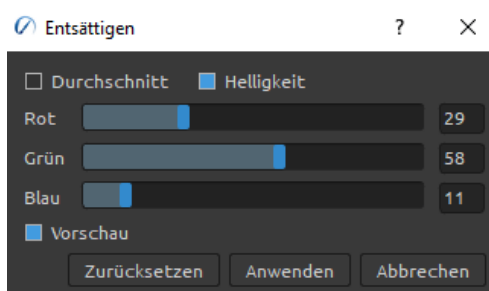 Entsättigen ?
Durchschnitt Helligkeit
Rot 29
Grün 58
Blau 11
Vorschau
Zurücksetzen Anwenden Abbrechen